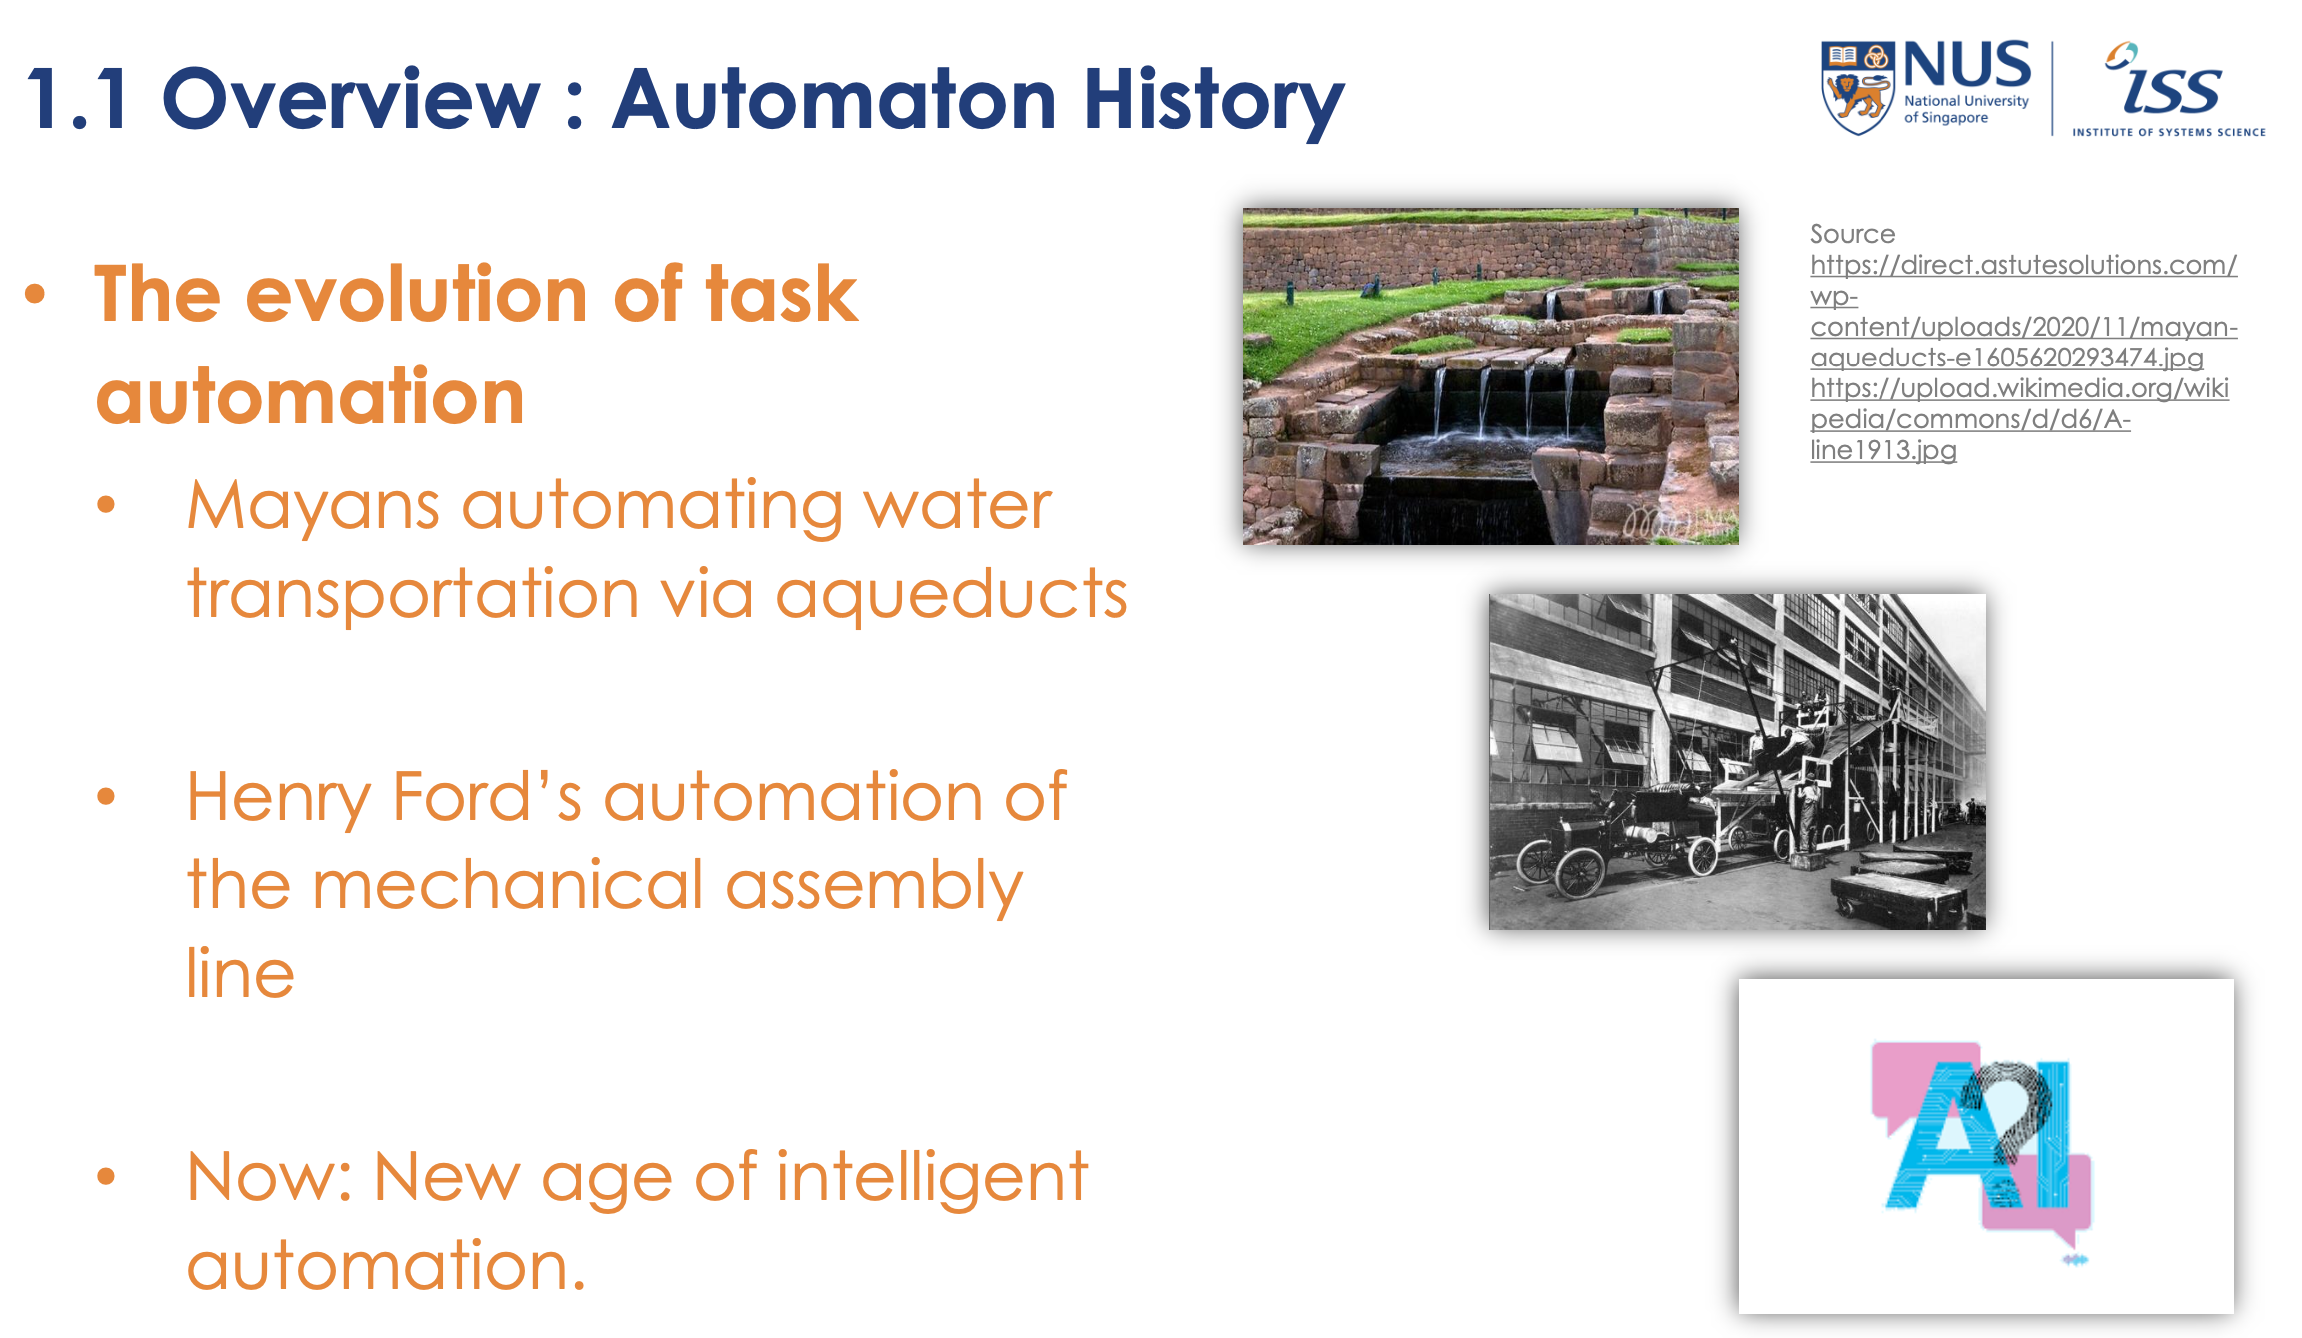 1.1 Overview : Automaton History
NUS
National University
of Singapore
iss
INSTITUTE OF SYSTEMS SCIENCE
• The evolution of task
automation
• Mayans automating water
transportation via aqueducts
• Henry Ford’s automation of
the mechanical assembly
line
• Now: New age of intelligent
automation.
Source
https://direct.astutesolutions.com/
wp-
content/uploads/2020/11/mayan-
aqueducts-e1605620293474.jpg
https://upload.wikimedia.org/wiki
pedia/commons/d/d6/A-
line1913.jpg
A?I